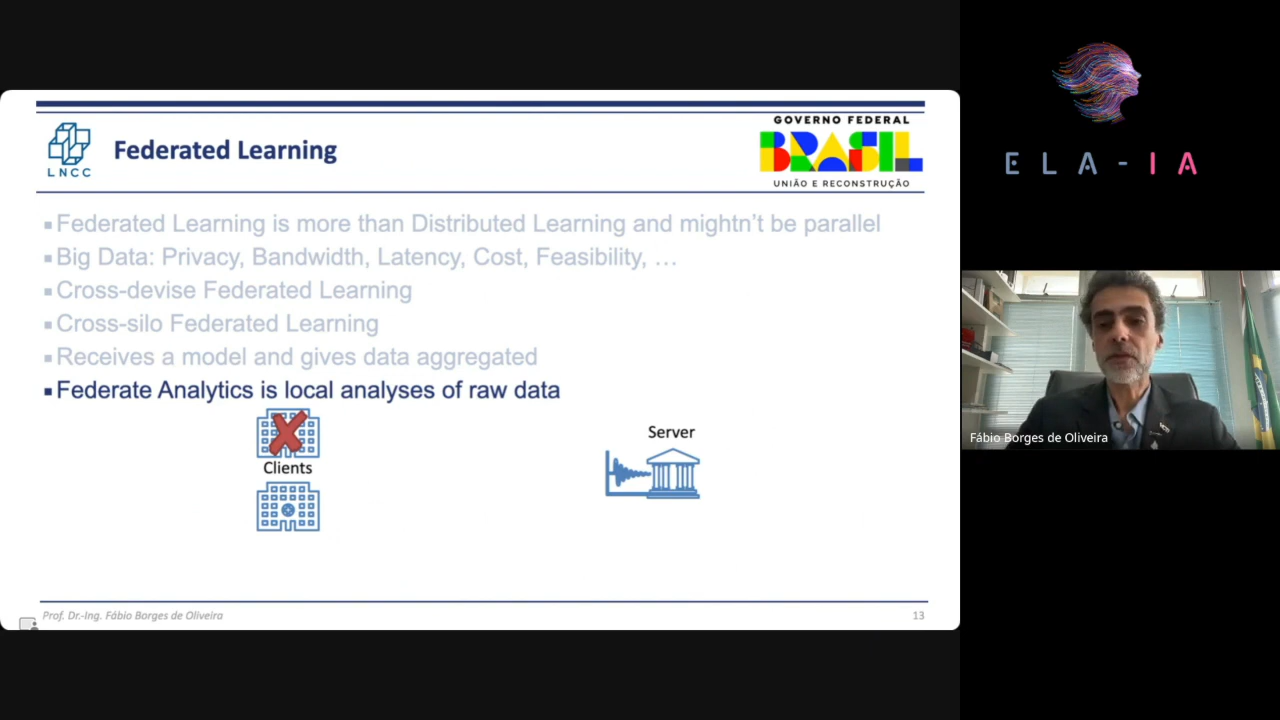 LNCC
Federated Learning
GOVERNO FEDERAL
BRASIL
UNIÃO E RECONSTRUÇÃO
Federated Learning is more than Distributed Learning and mightn't be parallel
Big Data: Privacy, Bandwidth, Latency, Cost, Feasibility, …
Cross-devise Federated Learning
Cross-silo Federated Learning
Receives a model and gives data aggregated
Federate Analytics is local analyses of raw data
Clients
Server
Prof. Dr.-Ing. Fábio Borges de Oliveira
13
ELA-IA
Fábio Borges de Oliveira